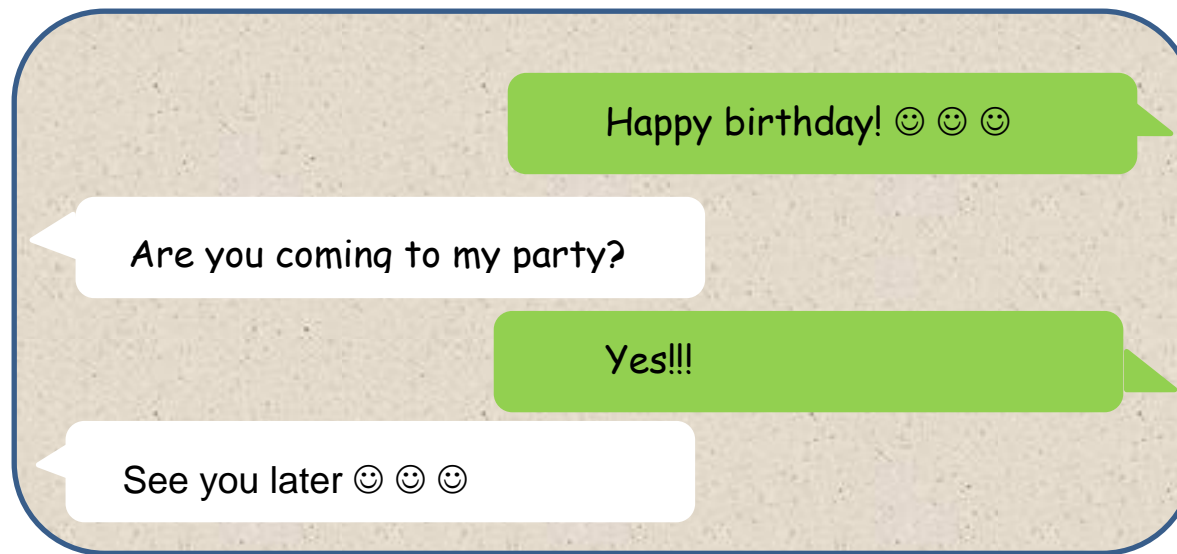 Happy birthday! ☺ ☺ ☺
Are you coming to my party?
Yes!!!
See you later ☺ ☺ ☺